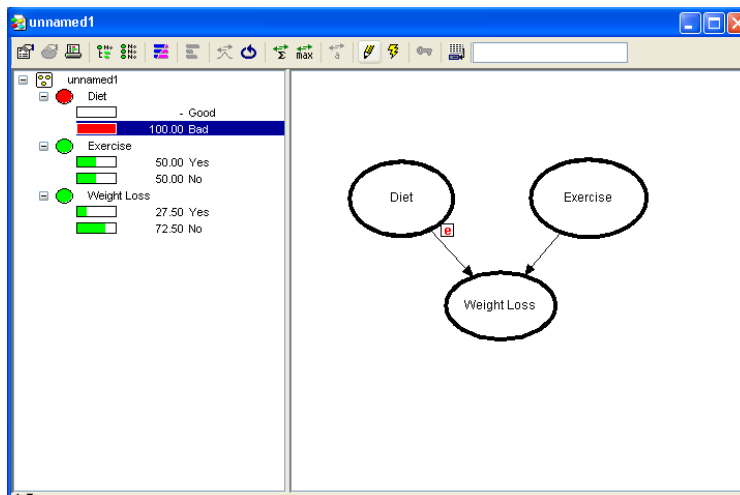 unnamed1
Σ max a
unnamed1
Diet
- Good
100.00 Bad
Exercise
50.00 Yes
50.00 No
Weight Loss
27.50 Yes
72.50 No
Diet
Exercise
e
Weight Loss